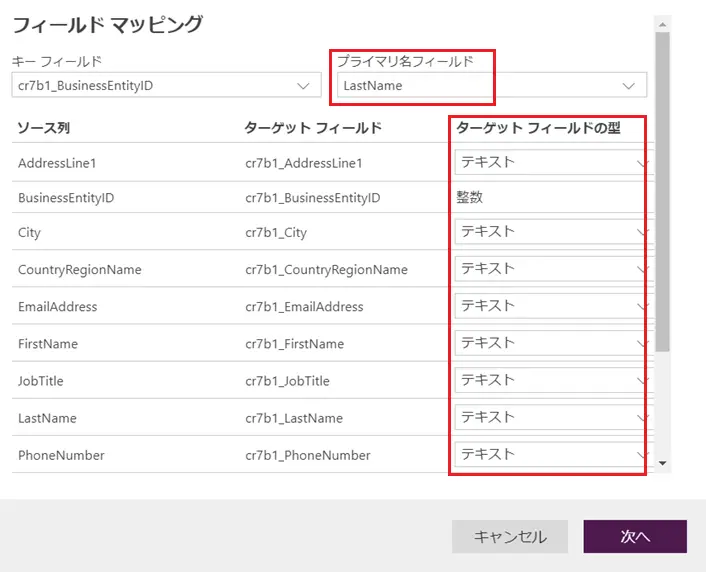 フィールド マッピング
キー フィールド プライマリ名フィールド
cr7b1_BusinessEntityID LastName
ソース列 ターゲット フィールド ターゲット フィールドの型
AddressLine1 cr7b1_AddressLine1 テキスト
BusinessEntityID cr7b1_BusinessEntityID 整数
City cr7b1_City テキスト
CountryRegionName cr7b1_CountryRegionName テキスト
EmailAddress cr7b1_EmailAddress テキスト
FirstName cr7b1_FirstName テキスト
JobTitle cr7b1_JobTitle テキスト
LastName cr7b1_LastName テキスト
PhoneNumber cr7b1_PhoneNumber テキスト
キャンセル 次へ